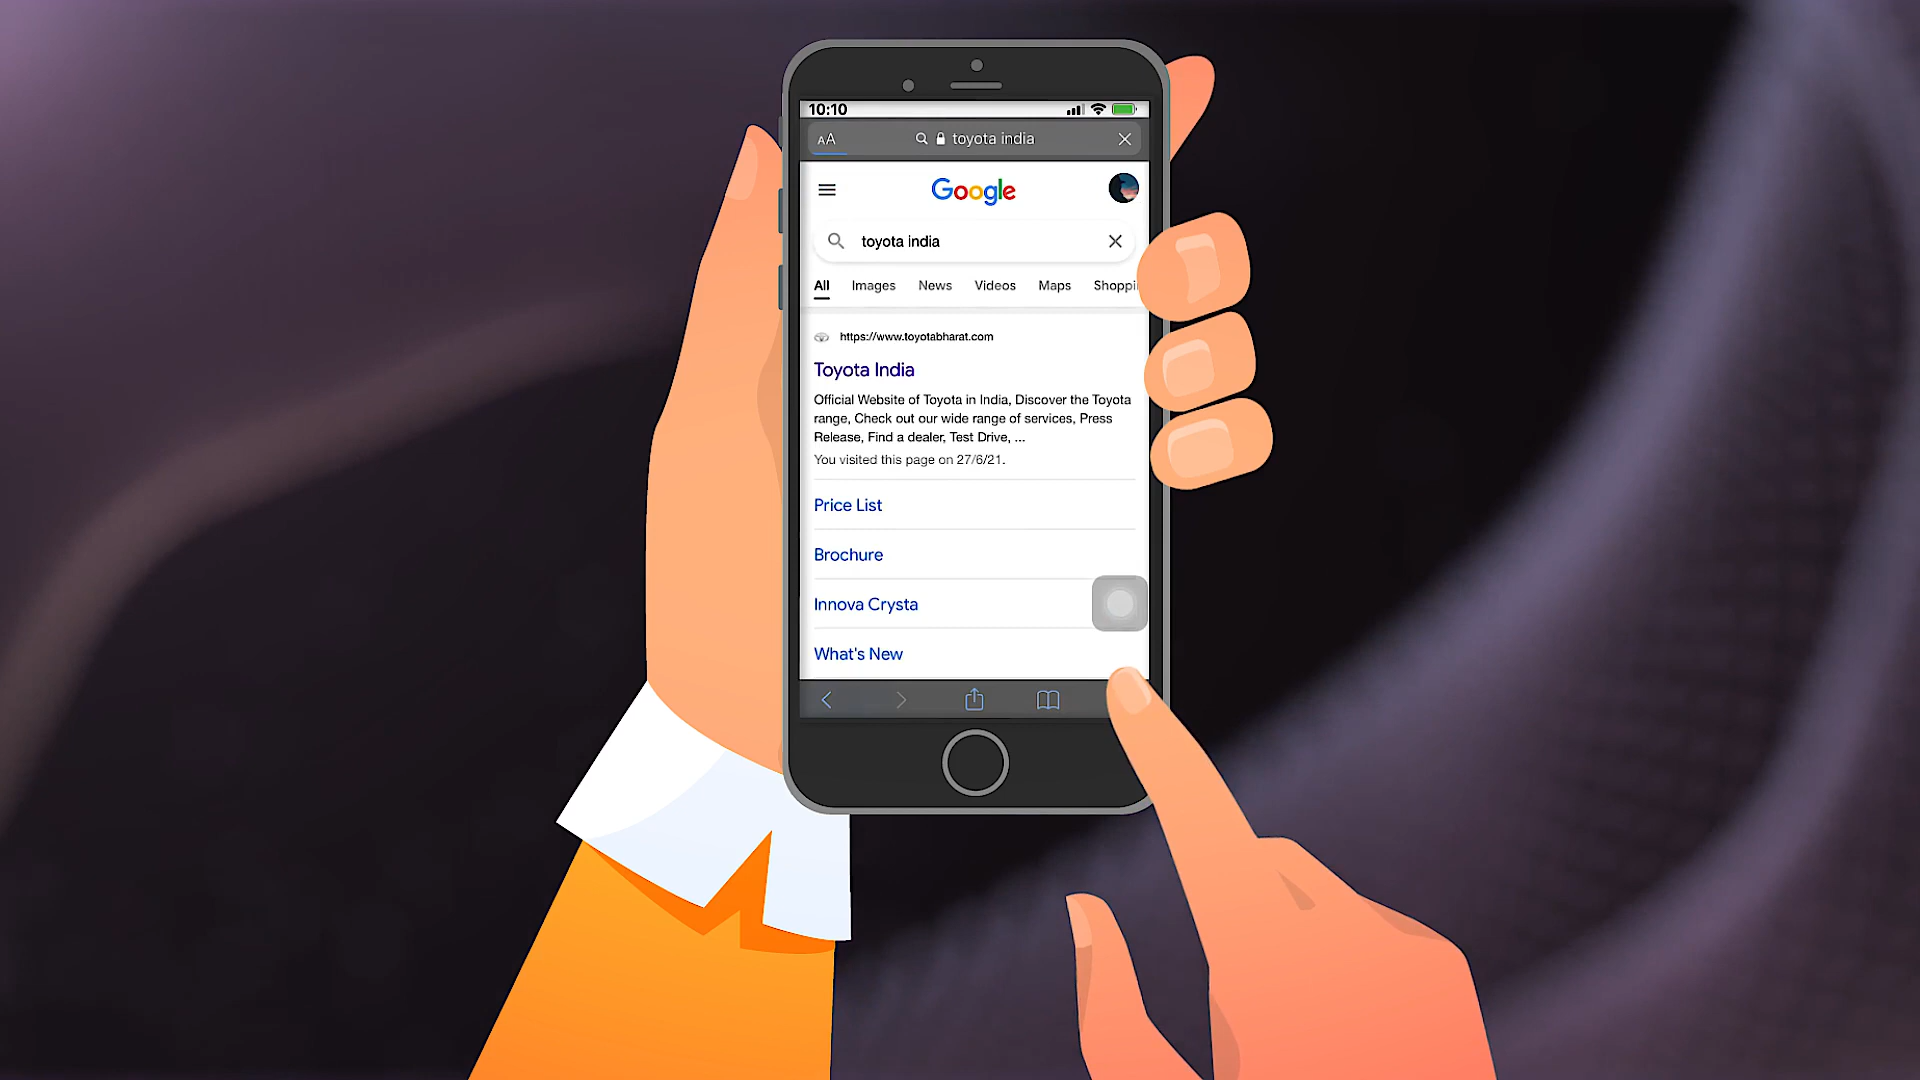 10:10
AA toyota india
Google
toyota india
All Images News Videos Maps Shoppi
https://www.toyotabharat.com
Toyota India
Official Website of Toyota in India, Discover the Toyota
range, Check out our wide range of services, Press
Release, Find a dealer, Test Drive, ...
You visited this page on 27/6/21.
Price List
Brochure
Innova Crysta
What's New